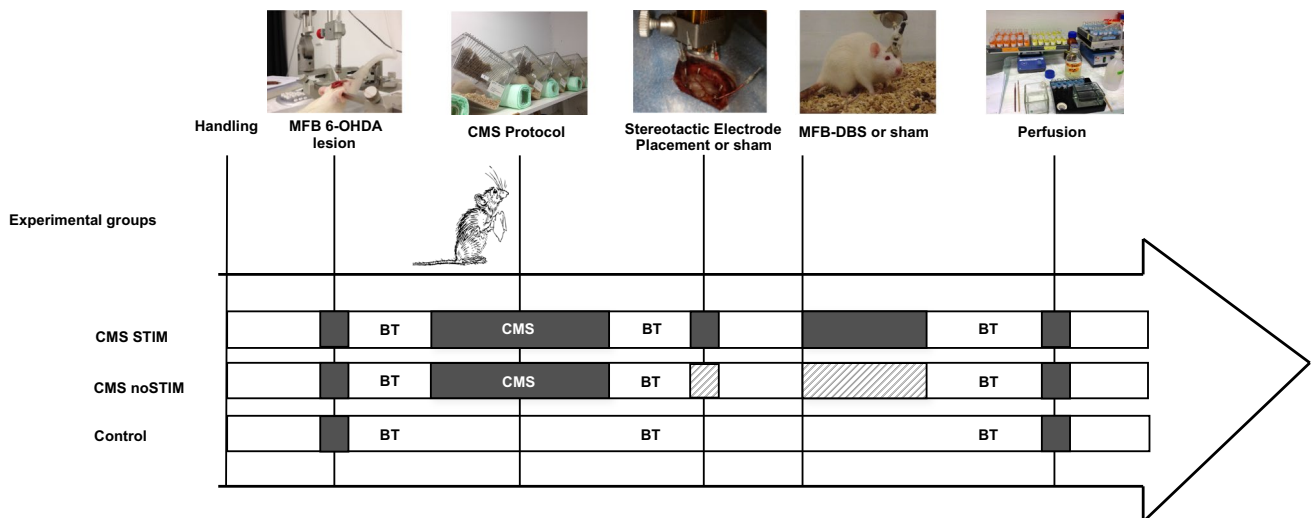 Handling
MFB 6-OHDA
lesion
CMS Protocol
Stereotactic Electrode
Placement or sham
MFB-DBS or sham
Perfusion
Experimental groups
CMS STIM
BT
CMS
BT
BT
CMS noSTIM
BT
CMS
BT
BT
Control
BT
BT
BT